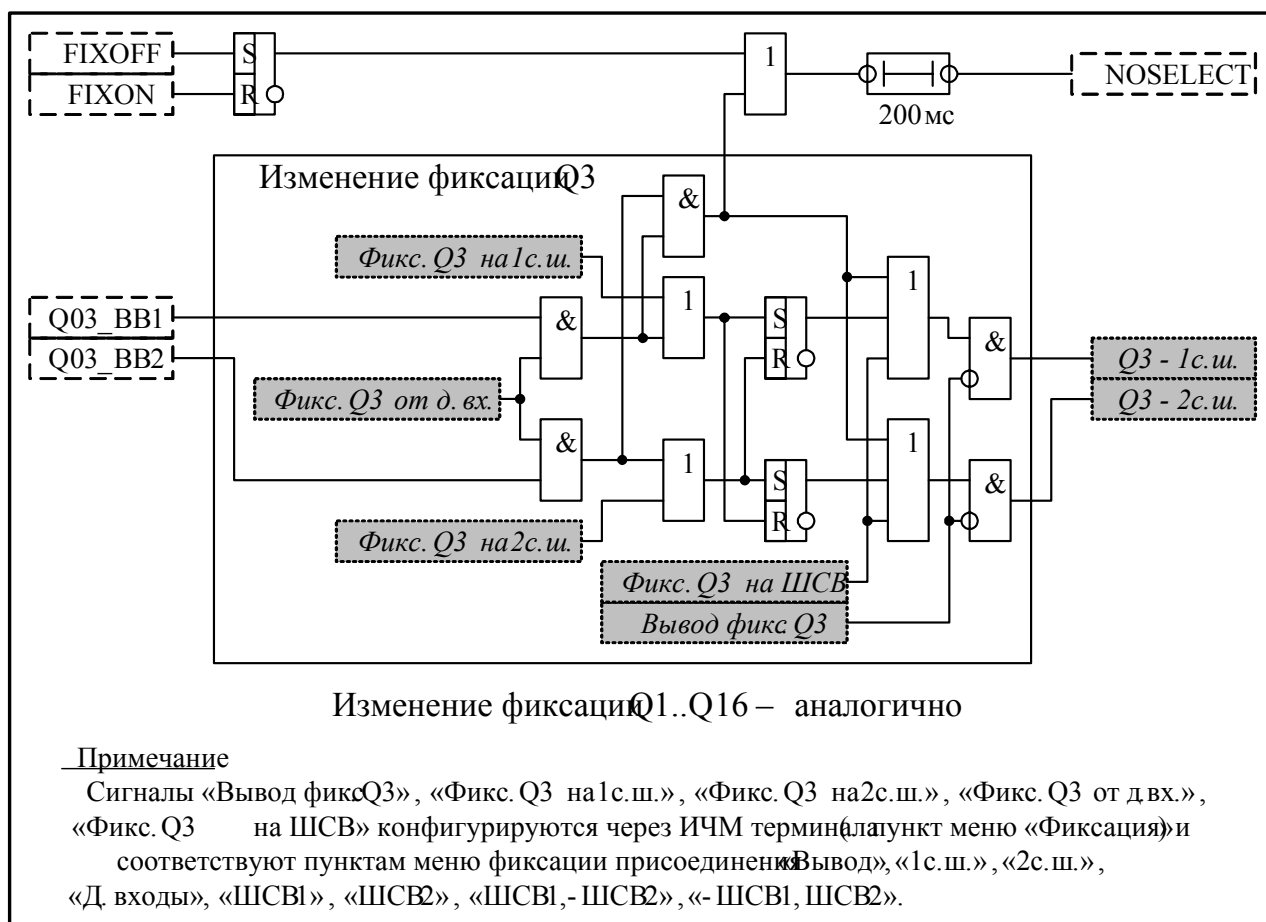 FIXOFF
FIXON
S
R
1
200 мс
NOSELECT
Изменение фиксации Q3
&
Фикс. Q3 на 1с.ш.
Q03_BB1
Q03_BB2
&
1
S
R
1
&
Q3 - 1с.ш.
Q3 - 2с.ш.
Фикс. Q3 от д. вх.
&
1
S
R
1
&
Фикс. Q3 на 2с.ш.
Фикс. Q3 на ШСВ
Вывод фикс. Q3
Изменение фиксации Q1..Q16 – аналогично
Примечание
Сигналы «Вывод фикс. Q3», «Фикс. Q3 на 1с.ш.», «Фикс. Q3 на 2с.ш.», «Фикс. Q3 от д.вх.»,
«Фикс. Q3 на ШСВ» конфигурируются через ИЧМ терминала (пункт меню «Фиксация») и
соответствуют пунктам меню фиксации присоединения «Вывод», «1с.ш.», «2с.ш.»,
«Д. входы», «ШСВ1», «ШСВ2», «ШСВ1,- ШСВ2», «- ШСВ1, ШСВ2».